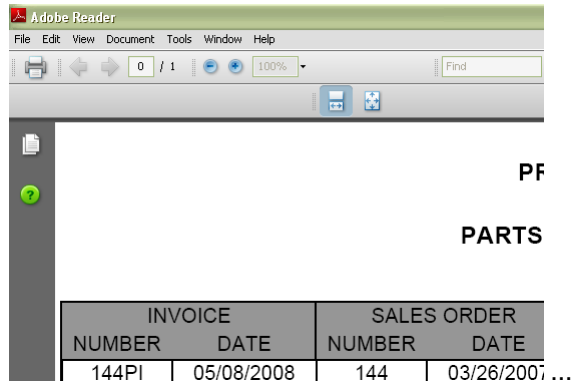 Adobe Reader
File Edit View Document Tools Window Help
0 / 1 100% Find
?
PR
PARTS
INVOICE SALES ORDER
NUMBER DATE NUMBER DATE
144PI 05/08/2008 144 03/26/2007...